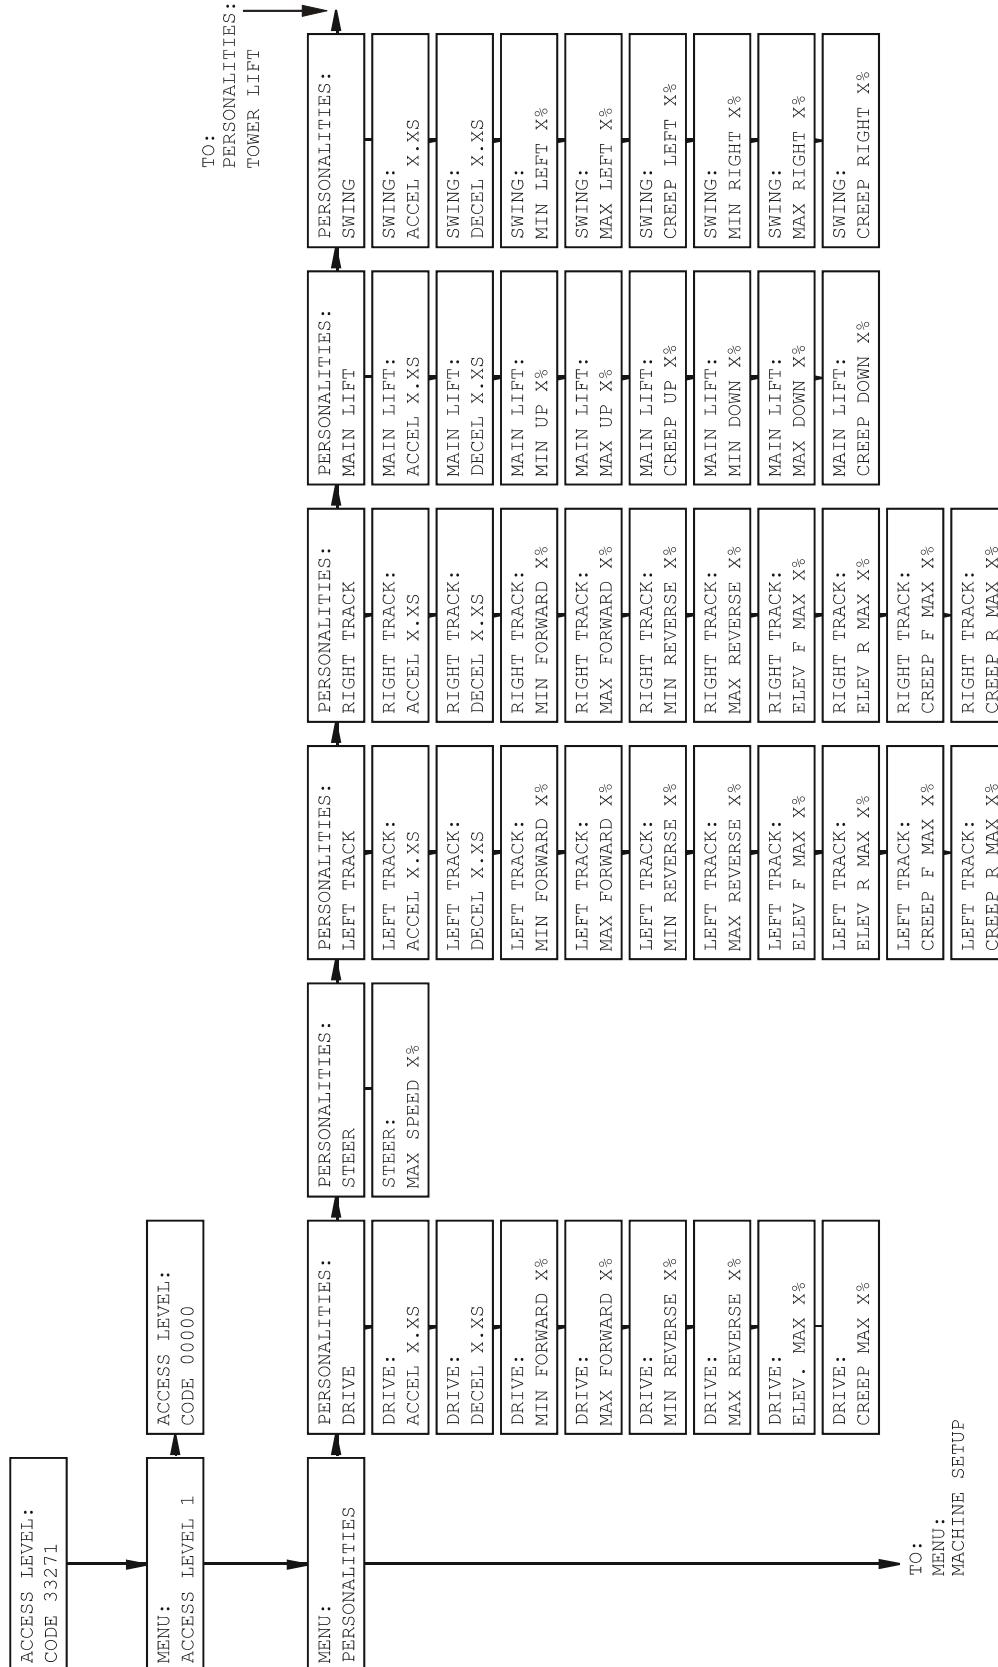 ACCESS LEVEL:
CODE 33271
MENU:
ACCESS LEVEL 1
ACCESS LEVEL:
CODE 00000
MENU:
PERSONALITIES
TO:
MENU:
MACHINE SETUP
PERSONALITIES:
DRIVE
DRIVE:
ACCEL X.XS
DRIVE:
DECEL X.XS
DRIVE:
MIN FORWARD X%
DRIVE:
MAX FORWARD X%
DRIVE:
MIN REVERSE X%
DRIVE:
MAX REVERSE X%
DRIVE:
ELEV. MAX X%
DRIVE:
CREEP MAX X%
PERSONALITIES:
STEER
STEER:
MAX SPEED X%
PERSONALITIES:
LEFT TRACK
LEFT TRACK:
ACCEL X.XS
LEFT TRACK:
DECEL X.XS
LEFT TRACK:
MIN FORWARD X%
LEFT TRACK:
MAX FORWARD X%
LEFT TRACK:
MIN REVERSE X%
LEFT TRACK:
MAX REVERSE X%
LEFT TRACK:
ELEV F MAX X%
LEFT TRACK:
ELEV R MAX X%
LEFT TRACK:
CREEP F MAX X%
LEFT TRACK:
CREEP R MAX X%
PERSONALITIES:
RIGHT TRACK
RIGHT TRACK:
ACCEL X.XS
RIGHT TRACK:
DECEL X.XS
RIGHT TRACK:
MIN FORWARD X%
RIGHT TRACK:
MAX FORWARD X%
RIGHT TRACK:
MIN REVERSE X%
RIGHT TRACK:
MAX REVERSE X%
RIGHT TRACK:
ELEV F MAX X%
RIGHT TRACK:
ELEV R MAX X%
RIGHT TRACK:
CREEP F MAX X%
RIGHT TRACK:
CREEP R MAX X%
PERSONALITIES:
MAIN LIFT
MAIN LIFT:
ACCEL X.XS
MAIN LIFT:
DECEL X.XS
MAIN LIFT:
MIN UP X%
MAIN LIFT:
MAX UP X%
MAIN LIFT:
CREEP UP X%
MAIN LIFT:
MIN DOWN X%
MAIN LIFT:
MAX DOWN X%
MAIN LIFT:
CREEP DOWN X%
PERSONALITIES:
SWING
SWING:
ACCEL X.XS
SWING:
DECEL X.XS
SWING:
MIN LEFT X%
SWING:
MAX LEFT X%
SWING:
CREEP LEFT X%
SWING:
MIN RIGHT X%
SWING:
MAX RIGHT X%
SWING:
CREEP RIGHT X%
TO:
PERSONALITIES:
TOWER LIFT